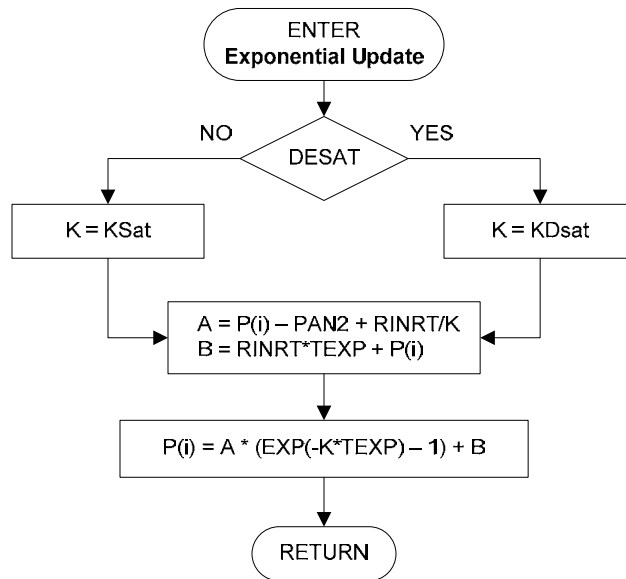 ENTER
Exponential Update
NO
YES
DESAT
K = KSat
K = KDsat
A = P(i) – PAN2 + RINRT/K
B = RINRT*TEXP + P(i)
P(i) = A * (EXP(-K*TEXP) – 1) + B
RETURN